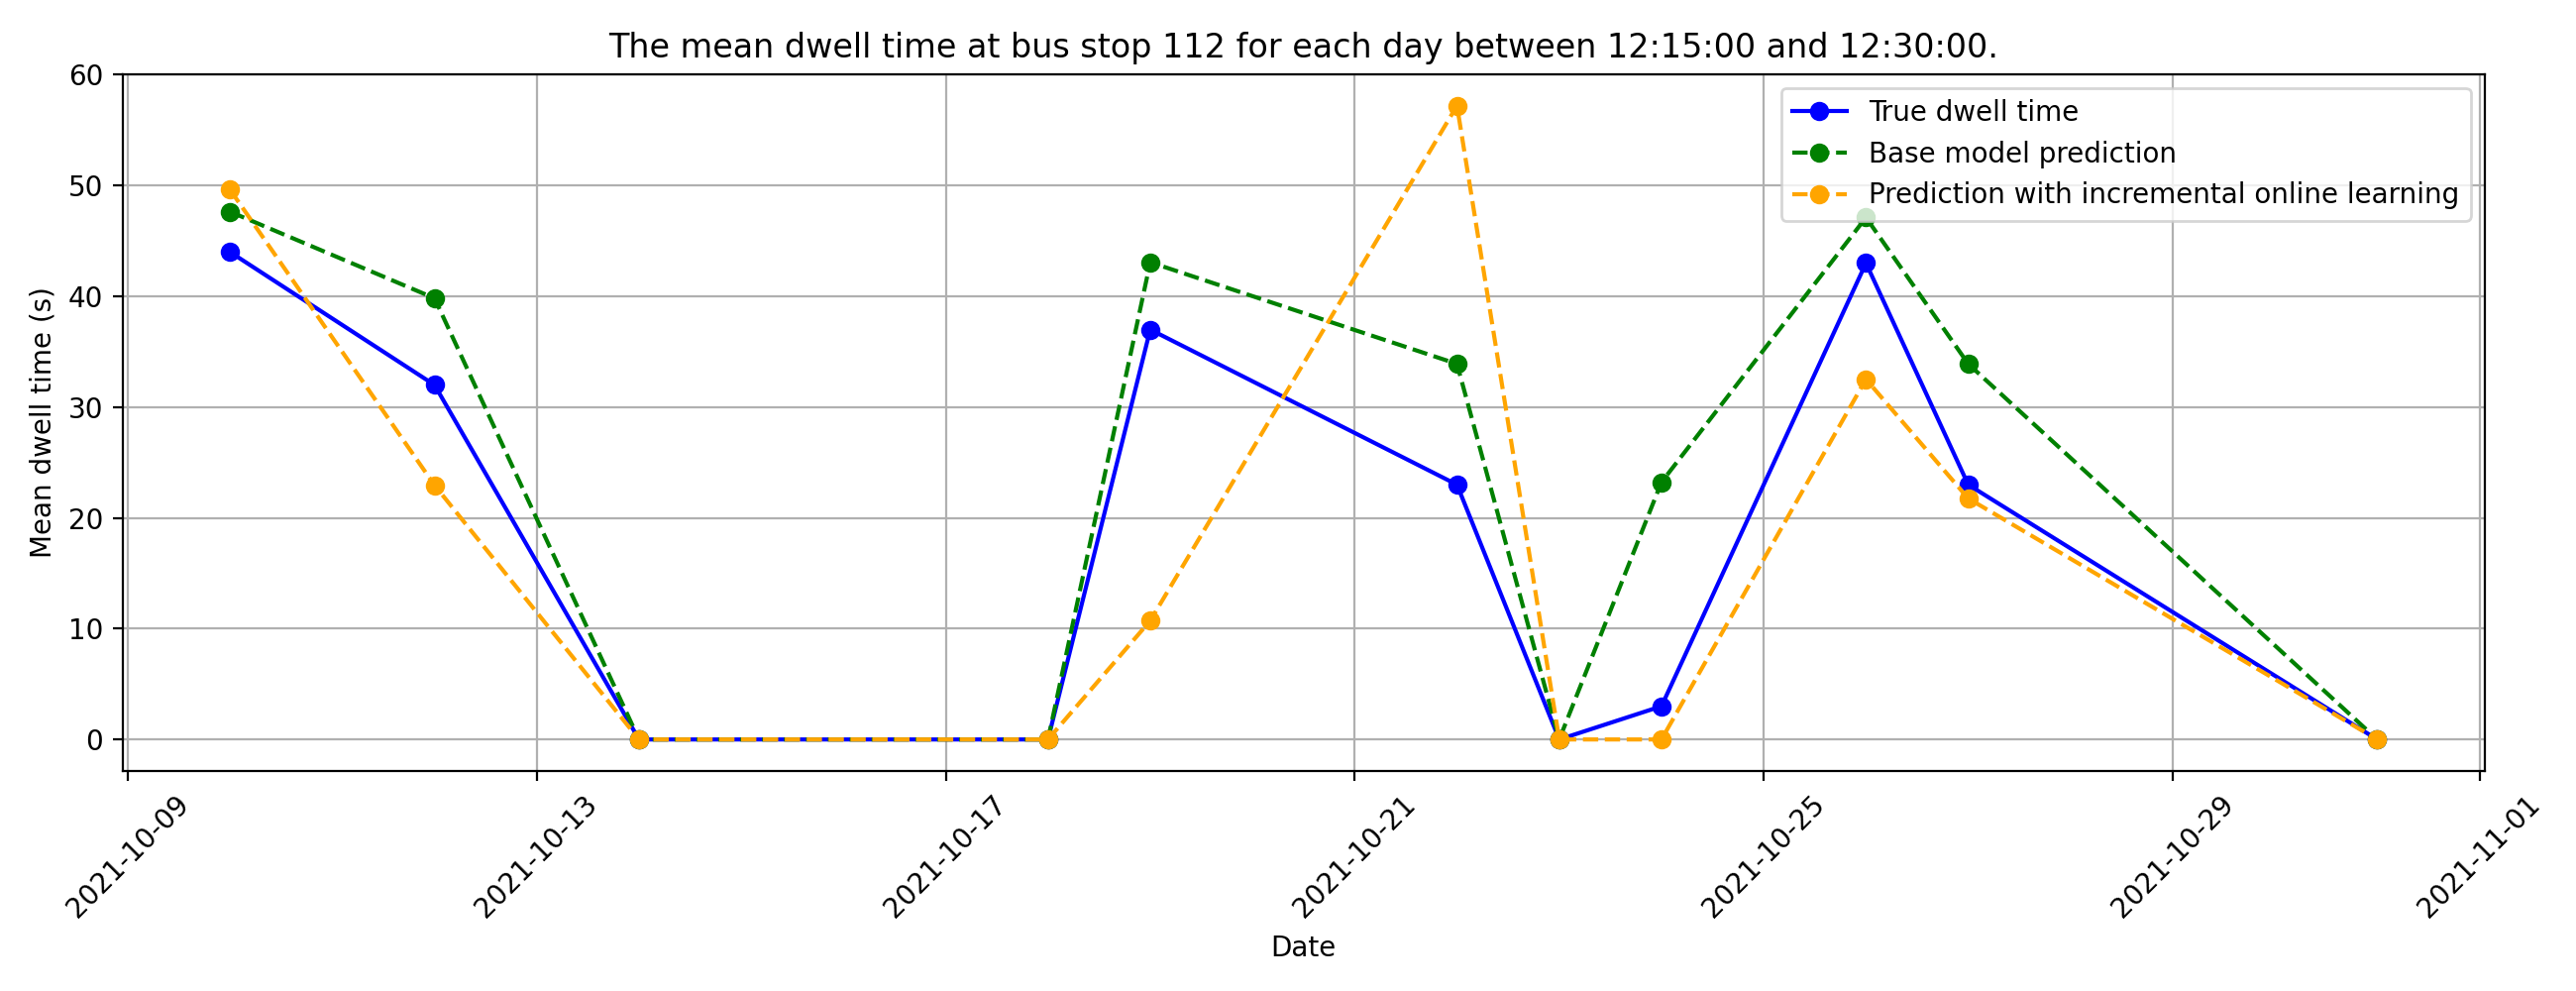 The mean dwell time at bus stop 112 for each day between 12:15:00 and 12:30:00.
60
50
40
30
20
10
0
Mean dwell time (s)
True dwell time
Base model prediction
Prediction with incremental online learning
2021-10-09
2021-10-13
2021-10-17
2021-10-21
2021-10-25
2021-10-29
2021-11-01
Date